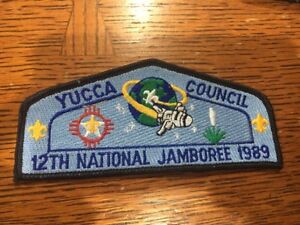 YUCCA COUNCIL
12TH NATIONAL JAMBOREE 1989